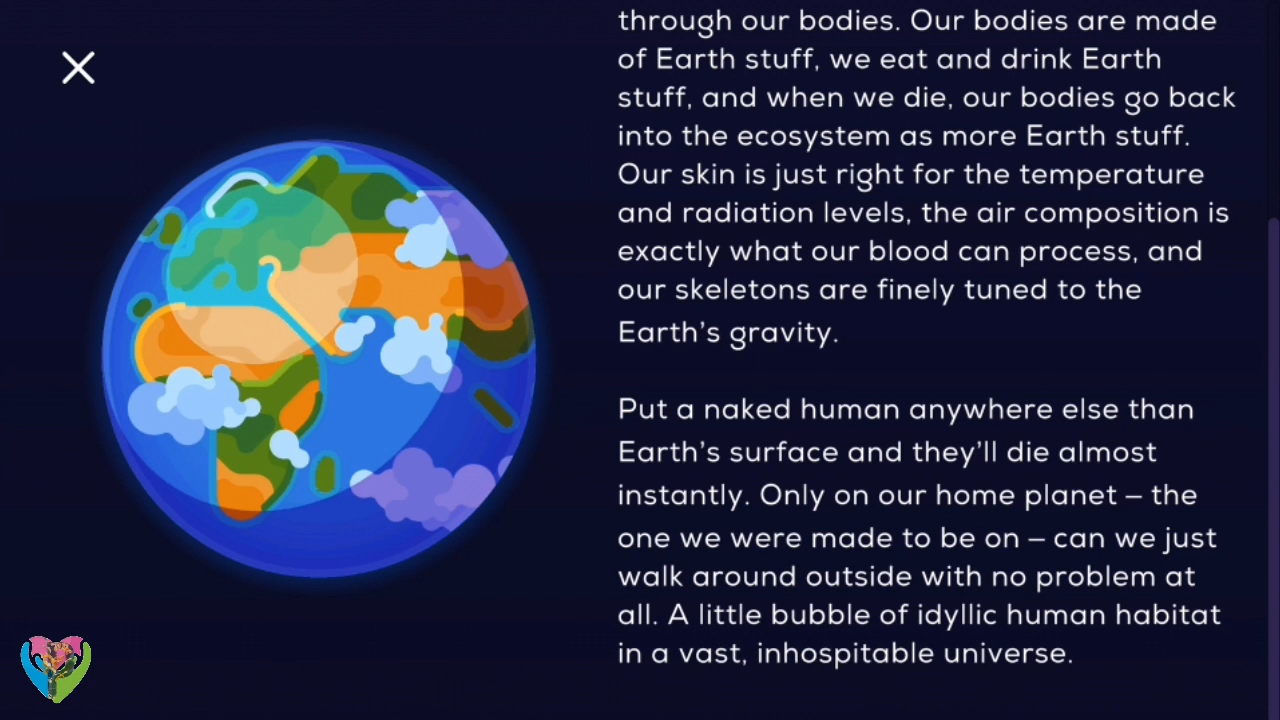 through our bodies. Our bodies are made
of Earth stuff, we eat and drink Earth
stuff, and when we die, our bodies go back
into the ecosystem as more Earth stuff.
Our skin is just right for the temperature
and radiation levels, the air composition is
exactly what our blood can process, and
our skeletons are finely tuned to the
Earth’s gravity.
Put a naked human anywhere else than
Earth’s surface and they’ll die almost
instantly. Only on our home planet – the
one we were made to be on – can we just
walk around outside with no problem at
all. A little bubble of idyllic human habitat
in a vast, inhospitable universe.